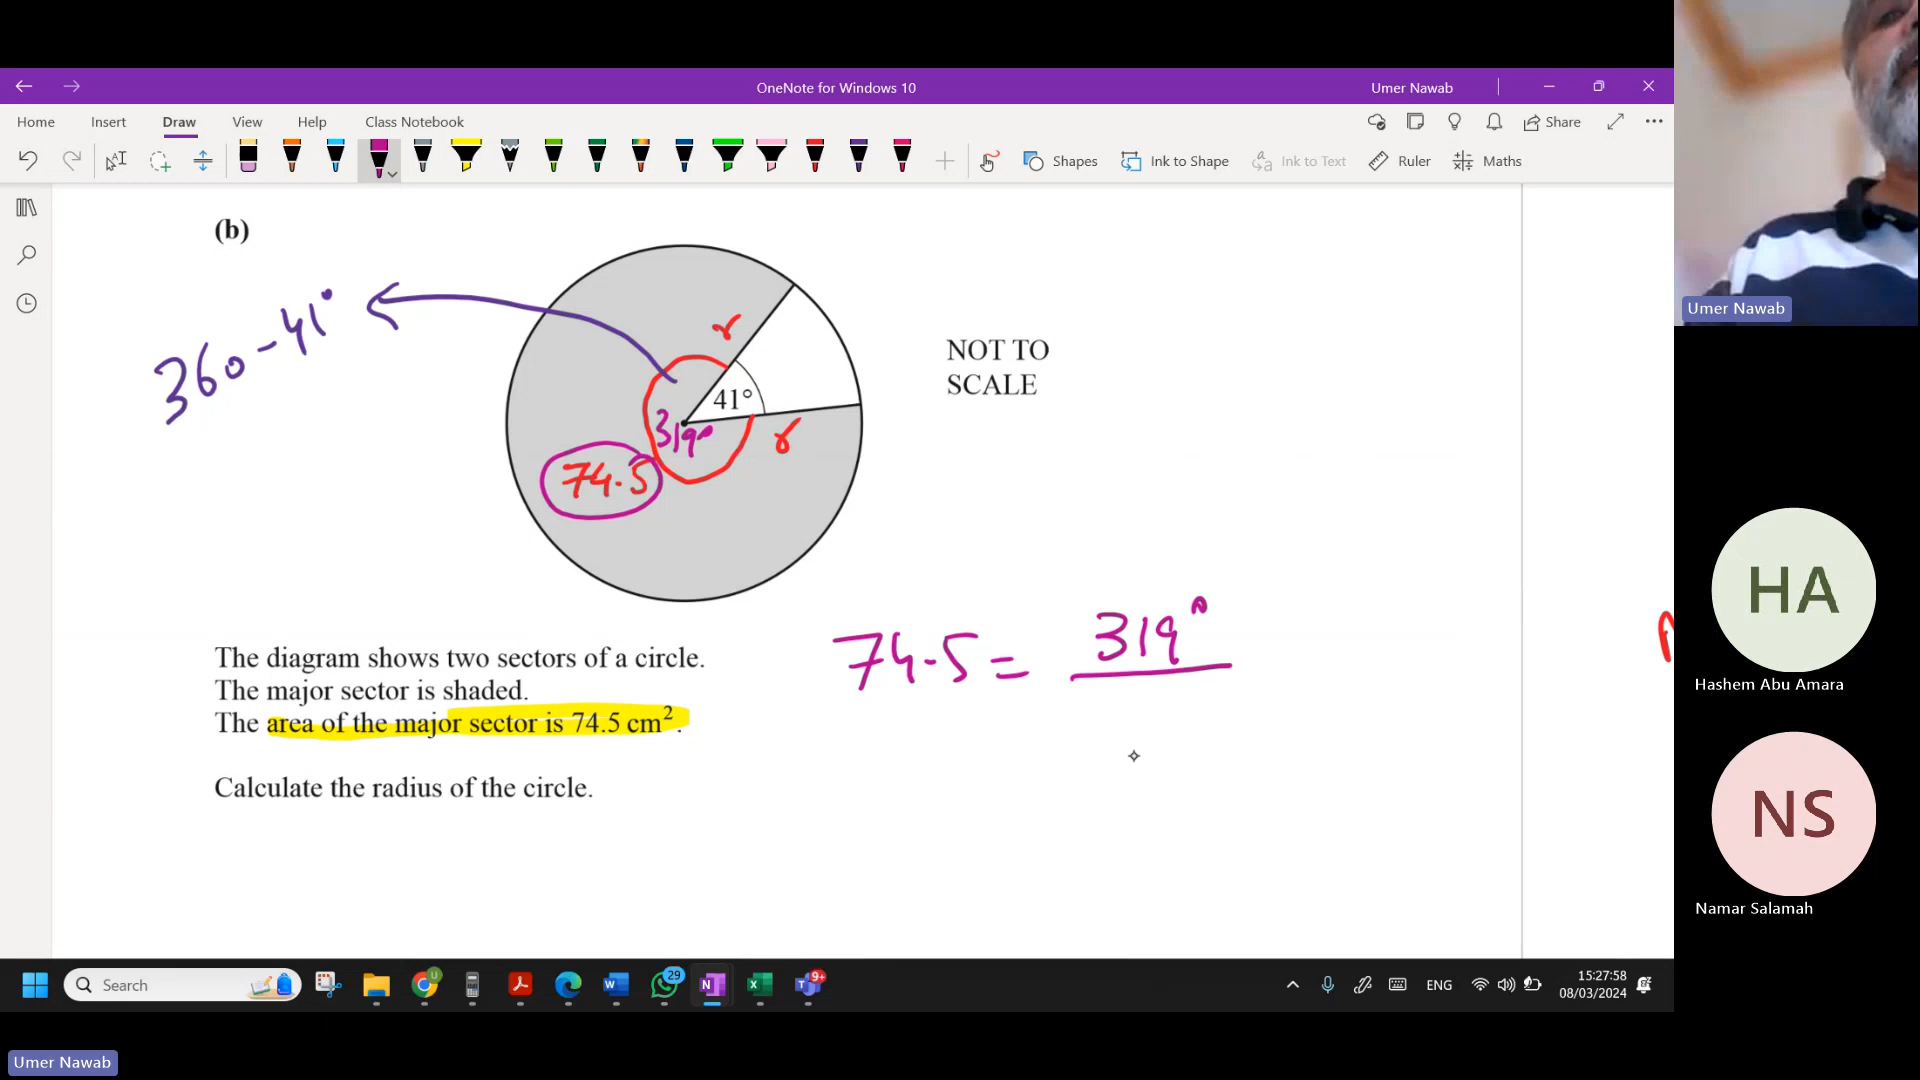 OneNote for Windows 10
Umer Nawab
Home
Insert
Draw
View
Help
Class Notebook
Share
Shapes
Ink to Shape
Ink to Text
Ruler
Maths
(b)
360-41°
r
41°
319°
r
74.5
NOT TO
SCALE
74.5 = 319°
The diagram shows two sectors of a circle.
The major sector is shaded.
The area of the major sector is 74.5 cm².
Calculate the radius of the circle.
Umer Nawab
HA
Hashem Abu Amara
NS
Namar Salamah
Search
U
W
29
N
X
T
9+
ENG
15:27:58
08/03/2024
Umer Nawab